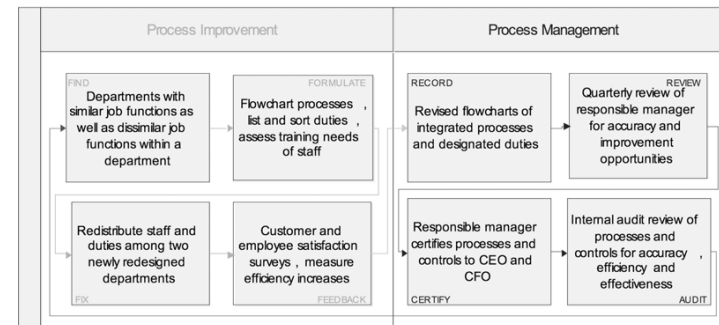 Process Improvement
Process Management
FIND
Departments with
similar job functions as
well as dissimilar job
functions within a
department
FORMULATE
Flowchart processes ,
list and sort duties ,
assess training needs
of staff
RECORD
Revised flowcharts of
integrated processes
and designated duties
REVIEW
Quarterly review of
responsible manager
for accuracy and
improvement
opportunities
Redistribute staff and
duties among two
newly redesigned
departments
FIX
Customer and
employee satisfaction
surveys , measure
efficiency increases
FEEDBACK
Responsible manager
certifies processes and
controls to CEO and
CFO
CERTIFY
Internal audit review of
processes and
controls for accuracy ,
efficiency and
effectiveness
AUDIT